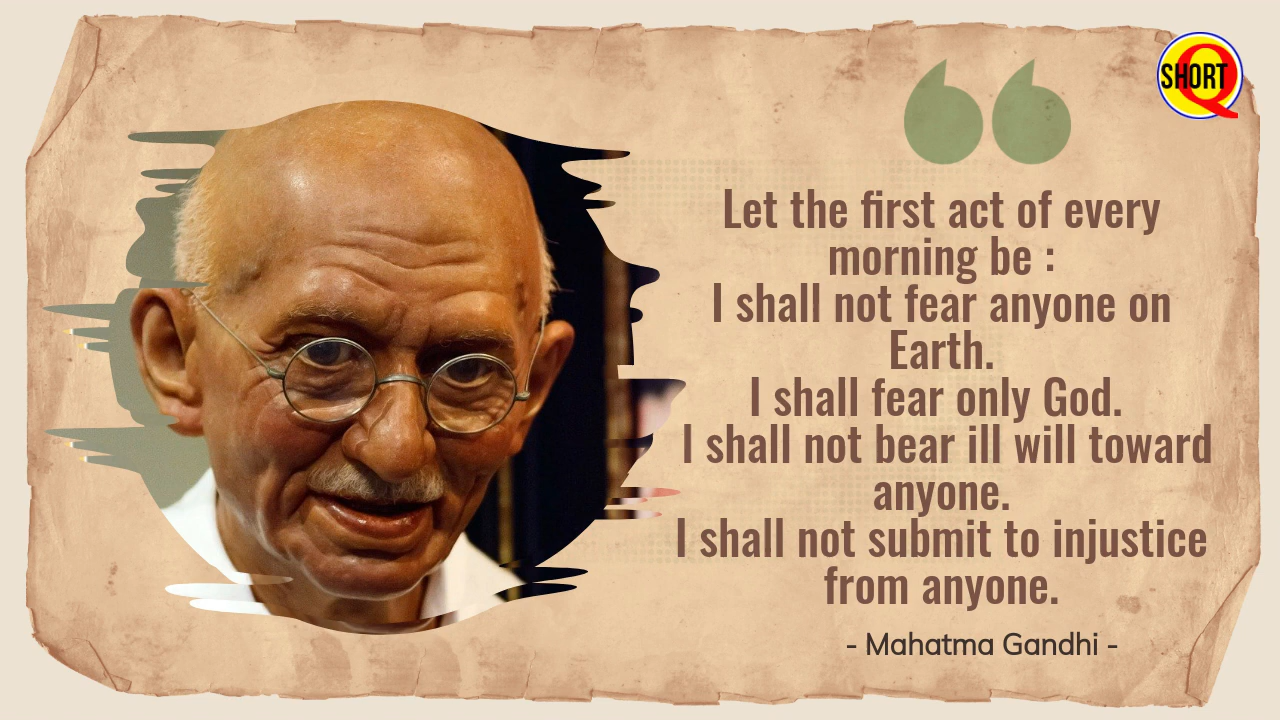 SHORT Q
Let the first act of every
morning be :
I shall not fear anyone on
Earth.
I shall fear only God.
I shall not bear ill will toward
anyone.
I shall not submit to injustice
from anyone.
- Mahatma Gandhi -